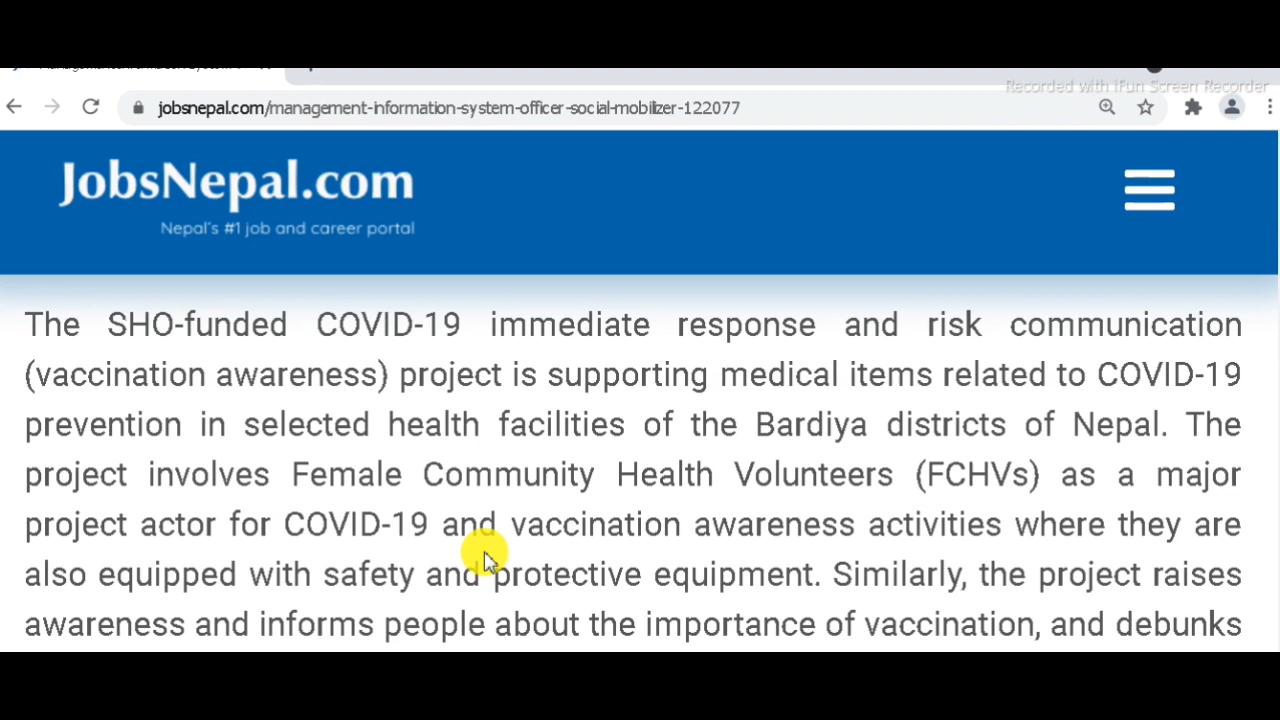 Recorded with iFun Screen Recorder
jobsnepal.com/management-information-system-officer-social-mobilizer-122077
JobsNepal.com
Nepal's #1 job and career portal
The SHO-funded COVID-19 immediate response and risk communication
(vaccination awareness) project is supporting medical items related to COVID-19
prevention in selected health facilities of the Bardiya districts of Nepal. The
project involves Female Community Health Volunteers (FCHVs) as a major
project actor for COVID-19 and vaccination awareness activities where they are
also equipped with safety and protective equipment. Similarly, the project raises
awareness and informs people about the importance of vaccination, and debunks